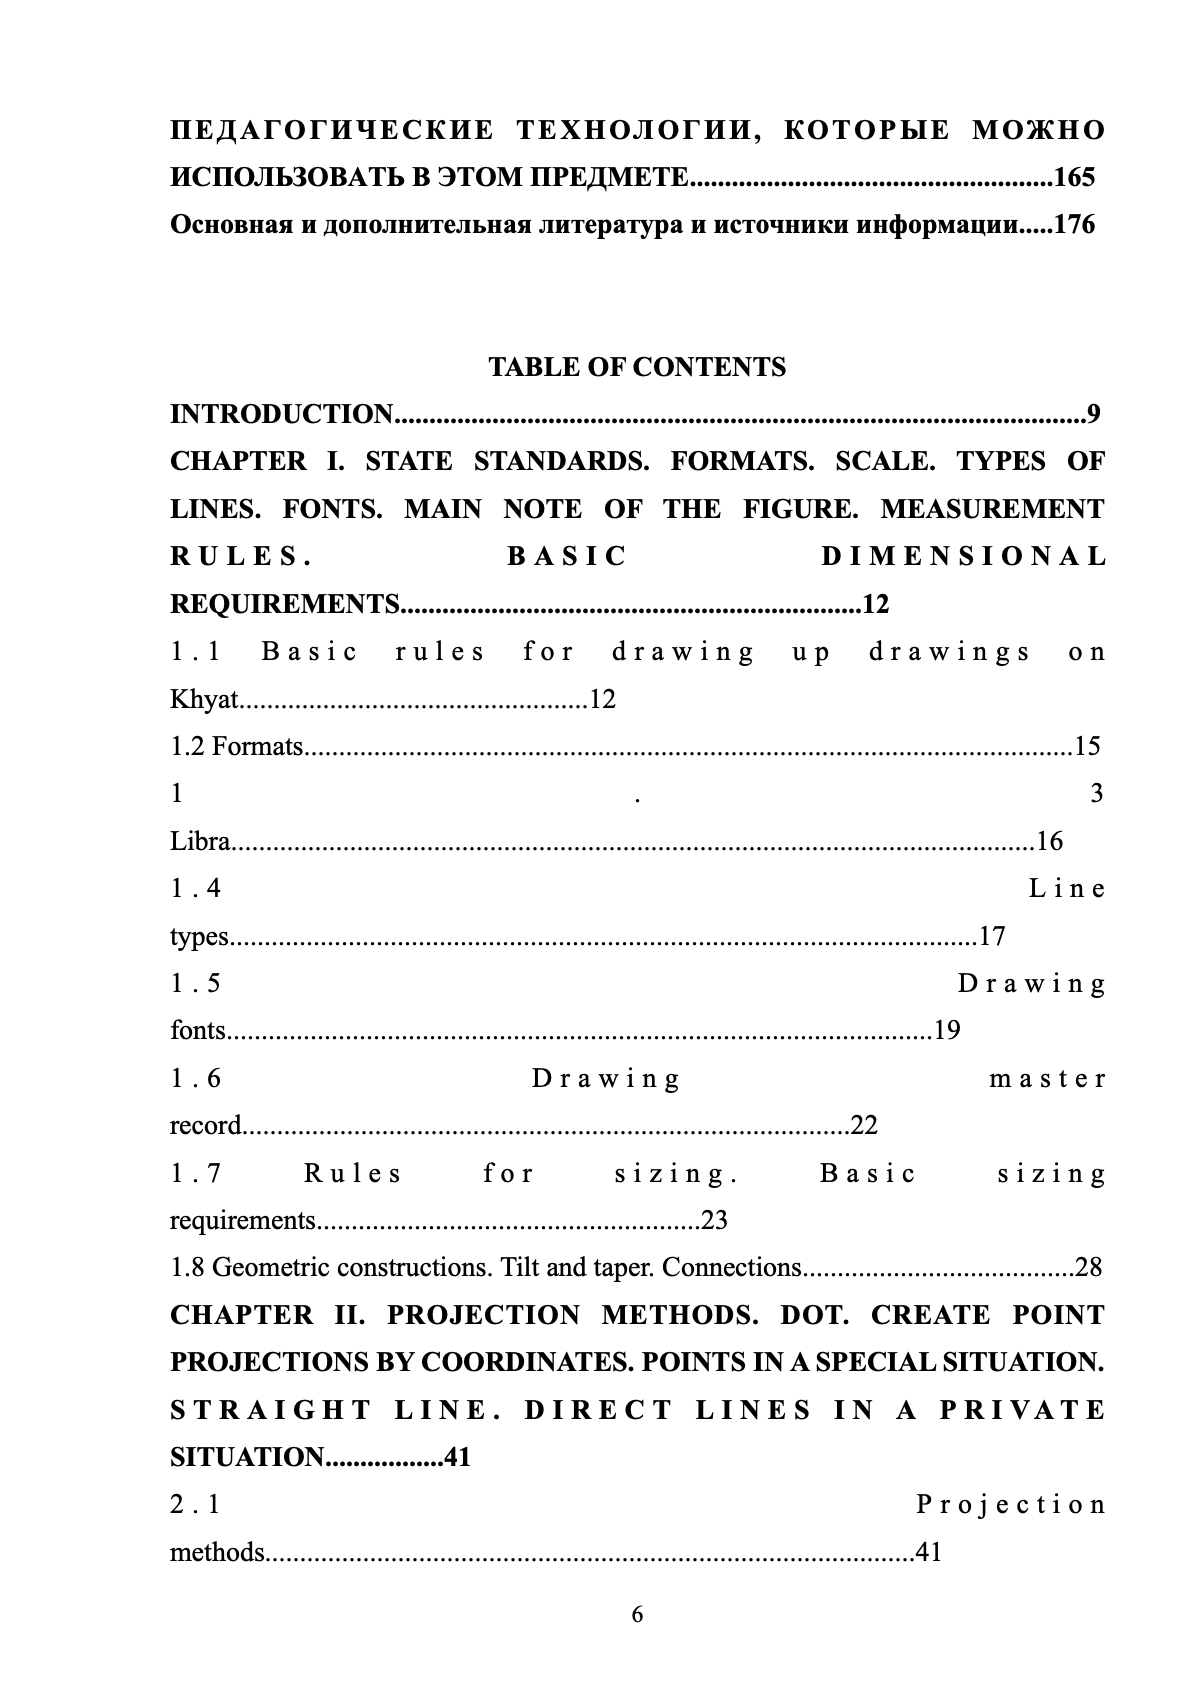 ПЕДАГОГИЧЕСКИЕ ТЕХНОЛОГИИ, КОТОРЫЕ МОЖНО
ИСПОЛЬЗОВАТЬ В ЭТОМ ПРЕДМЕТЕ....................................................165
Основная и дополнительная литература и источники информации.....176
TABLE OF CONTENTS
INTRODUCTION...................................................................................................9
CHAPTER I. STATE STANDARDS. FORMATS. SCALE. TYPES OF
LINES. FONTS. MAIN NOTE OF THE FIGURE. MEASUREMENT
RULES. BASIC DIMENSIONAL
REQUIREMENTS..................................................................12
1.1 Basic rules for drawing up drawings on
Khyat..................................................12
1.2 Formats..............................................................................................................15
1.3
Libra...................................................................................................................16
1.4 Line
types...........................................................................................................17
1.5 Drawing
fonts.....................................................................................................19
1.6 Drawing master
record.......................................................................................22
1.7 Rules for sizing. Basic sizing
requirements.......................................................23
1.8 Geometric constructions. Tilt and taper. Connections.......................................28
CHAPTER II. PROJECTION METHODS. DOT. CREATE POINT
PROJECTIONS BY COORDINATES. POINTS IN A SPECIAL SITUATION.
STRAIGHT LINE. DIRECT LINES IN A PRIVATE
SITUATION.................41
2.1 Projection
methods.............................................................................................41
6